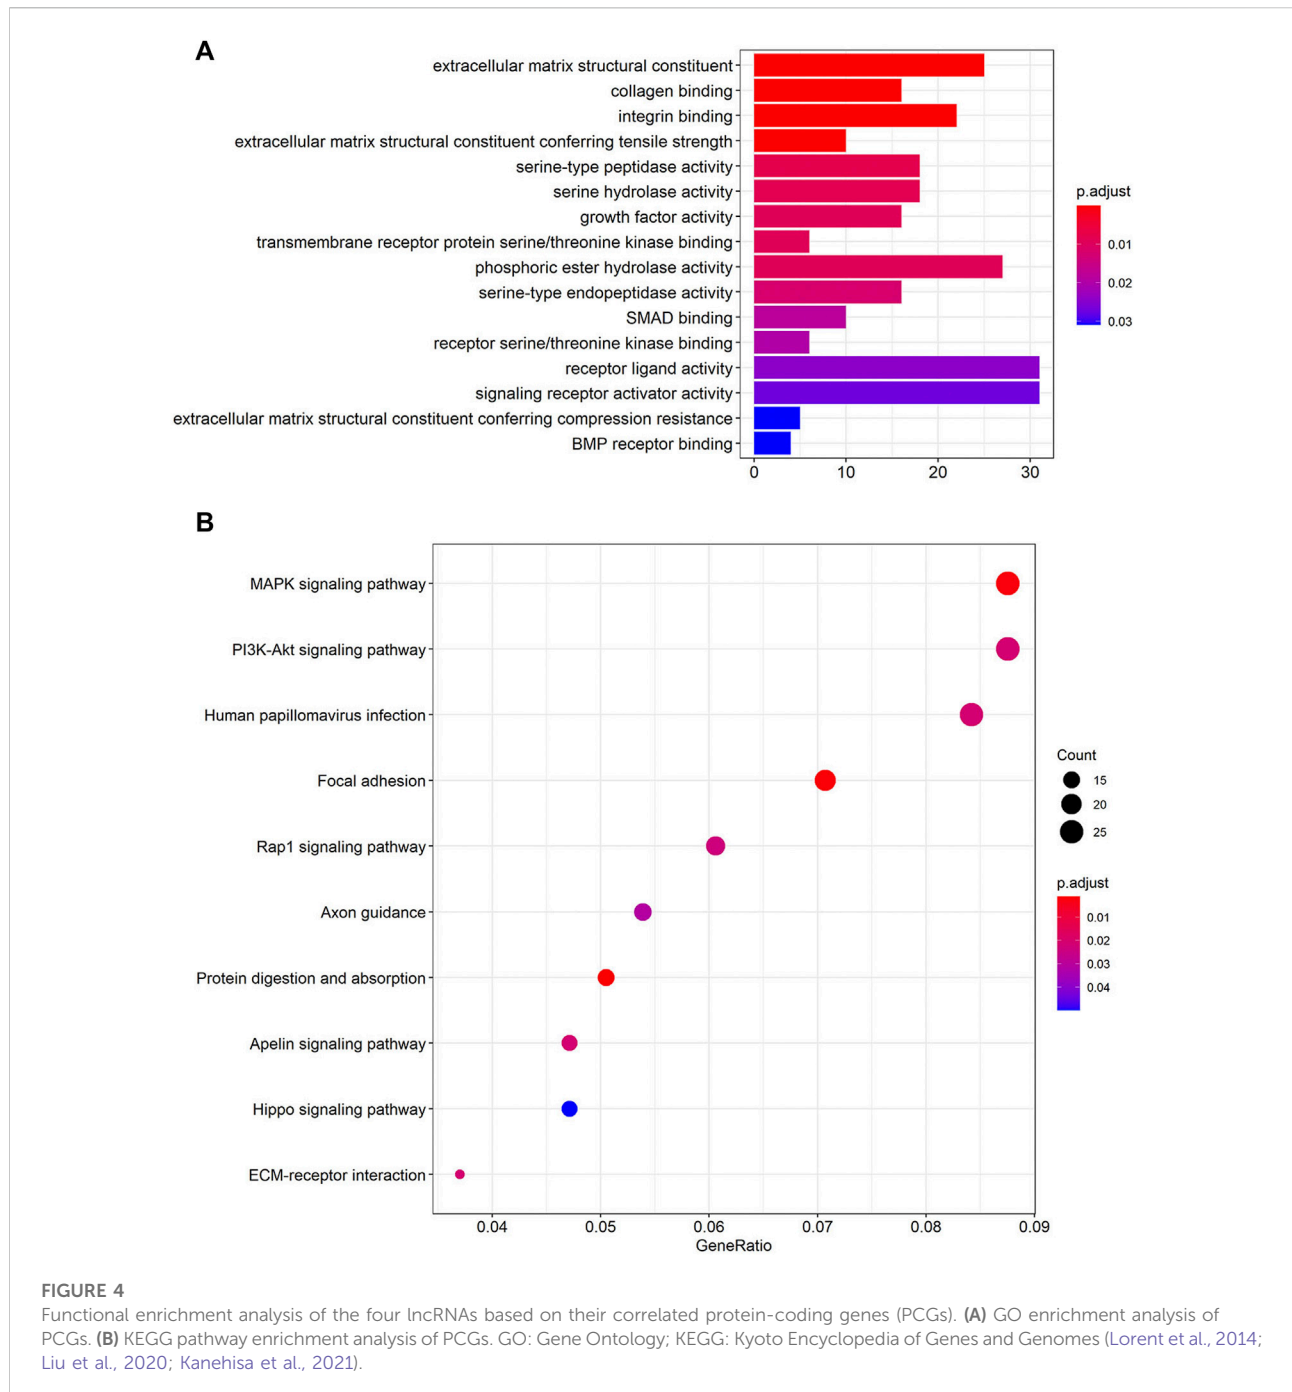 A
extracellular matrix structural constituent
collagen binding
integrin binding
extracellular matrix structural constituent conferring tensile strength
serine-type peptidase activity
serine hydrolase activity
growth factor activity
transmembrane receptor protein serine/threonine kinase binding
phosphoric ester hydrolase activity
serine-type endopeptidase activity
SMAD binding
receptor serine/threonine kinase binding
receptor ligand activity
signaling receptor activator activity
extracellular matrix structural constituent conferring compression resistance
BMP receptor binding
0 10 20 30
p.adjust
0.01
0.02
0.03
B
MAPK signaling pathway
PI3K-Akt signaling pathway
Human papillomavirus infection
Focal adhesion
Rap1 signaling pathway
Axon guidance
Protein digestion and absorption
Apelin signaling pathway
Hippo signaling pathway
ECM-receptor interaction
0.04 0.05 0.06 0.07 0.08 0.09
GeneRatio
Count
15
20
25
p.adjust
0.01
0.02
0.03
0.04
FIGURE 4
Functional enrichment analysis of the four lncRNAs based on their correlated protein-coding genes (PCGs). (A) GO enrichment analysis of
PCGs. (B) KEGG pathway enrichment analysis of PCGs. GO: Gene Ontology; KEGG: Kyoto Encyclopedia of Genes and Genomes (Lorent et al., 2014;
Liu et al., 2020; Kanehisa et al., 2021).